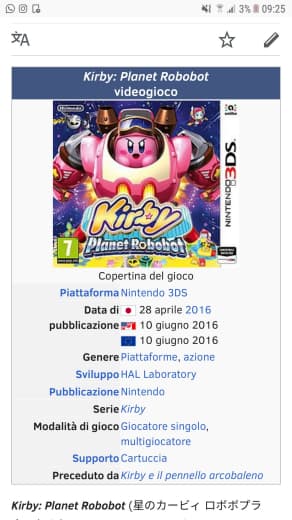 3% 09:25
Kirby: Planet Robobot
videogioco
Nintendo
Kirby
Planet Robobot
7
NINTENDO 3DS
Copertina del gioco
Piattaforma Nintendo 3DS
Data di 28 aprile 2016
pubblicazione 10 giugno 2016
10 giugno 2016
Genere Piattaforme, azione
Sviluppo HAL Laboratory
Pubblicazione Nintendo
Serie Kirby
Modalità di gioco Giocatore singolo,
multigiocatore
Supporto Cartuccia
Preceduto da Kirby e il pennello arcobaleno
Kirby: Planet Robobot (星のカービィ ロボボプラ